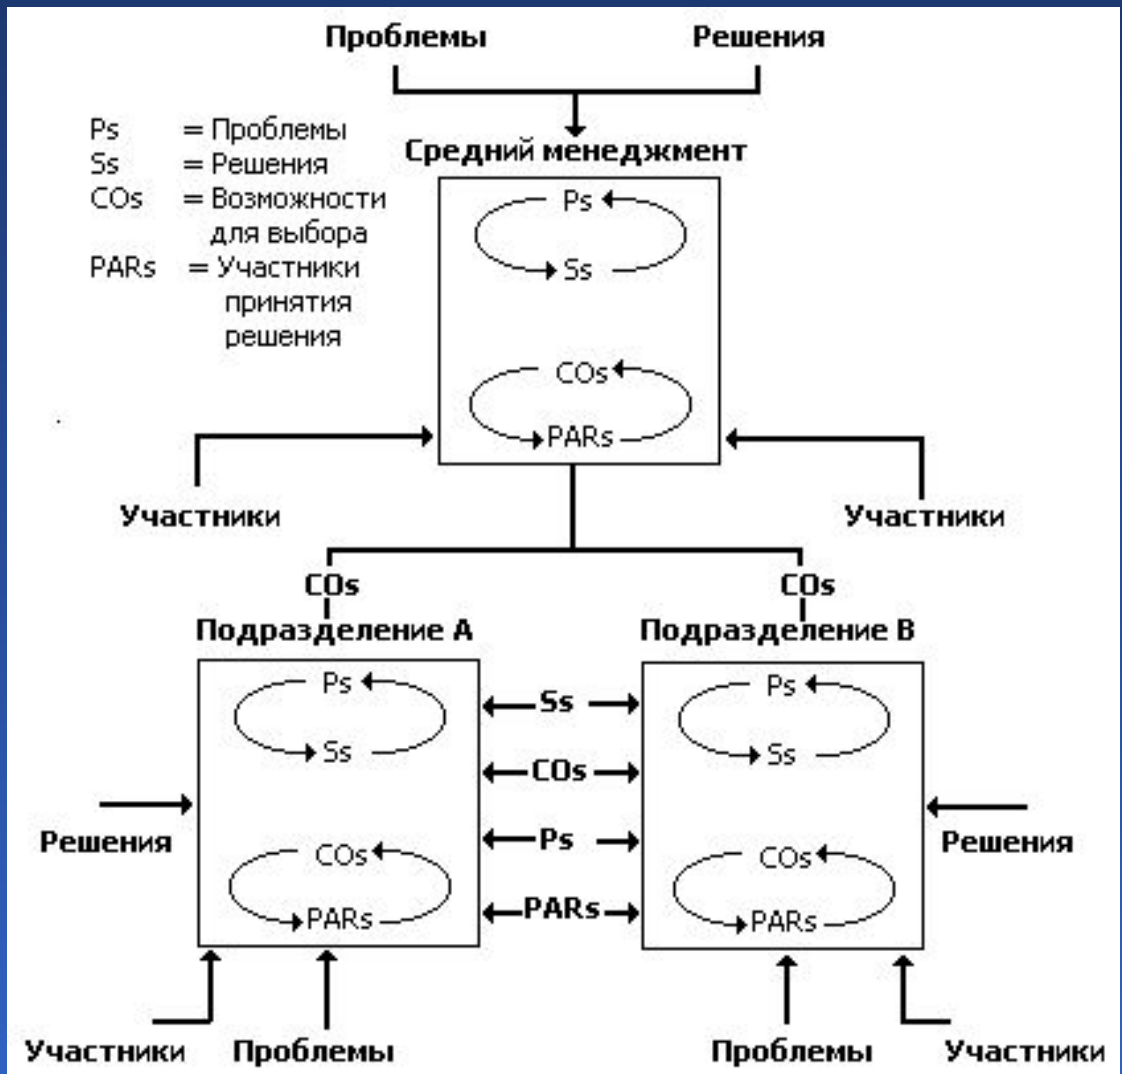 Проблемы Решения
Ps = Проблемы
Ss = Решения
COs = Возможности
для выбора
PARs = Участники
принятия
решения
Средний менеджмент
Ps
Ss
COs
PARs
Участники Участники
COs COs
Подразделение А Подразделение В
Ps
Ss
COs
PARs
Ss
COs
Ps
PARs
Ps
Ss
COs
PARs
Решения Решения
Участники Проблемы Проблемы Участники